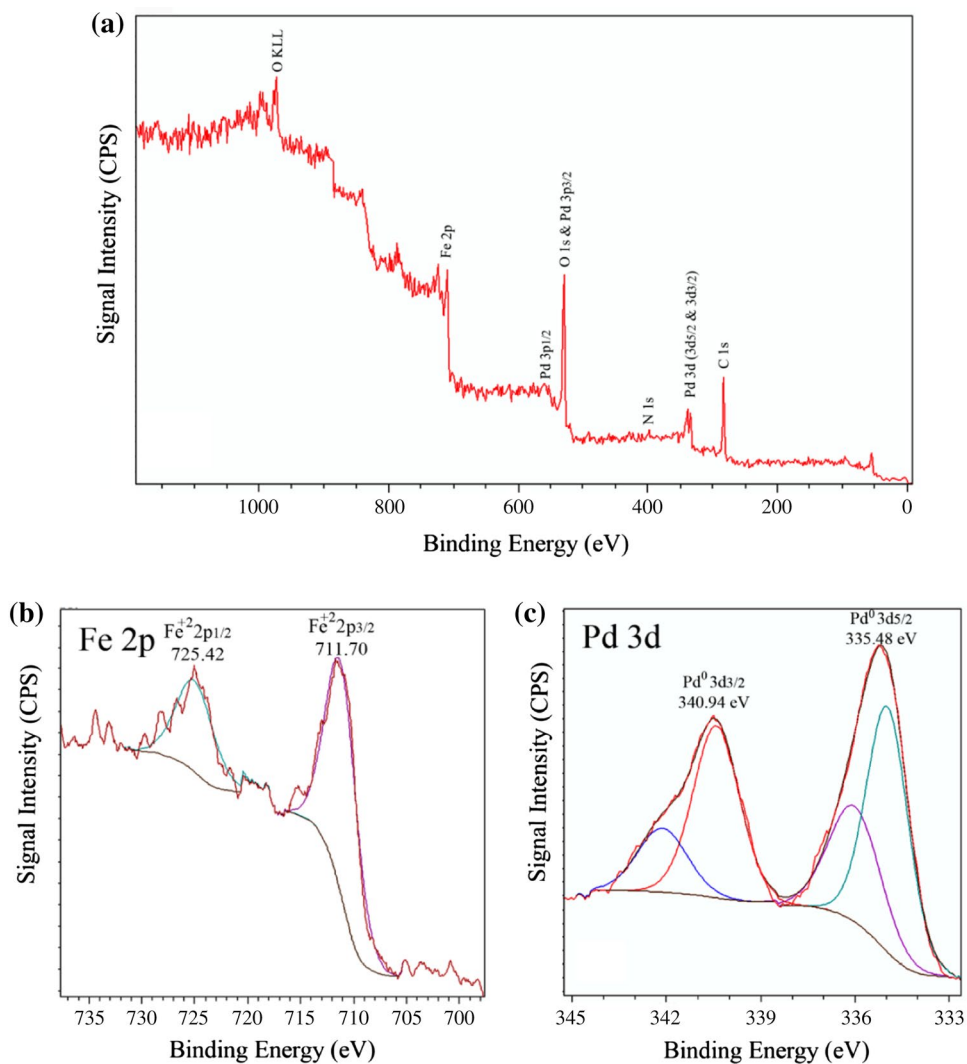 (a)
O KLL
Fe 2p
Pd 3p1/2
O 1s & Pd 3p3/2
N 1s
Pd 3d (3d5/2 & 3d3/2)
C 1s
Signal Intensity (CPS)
1000 800 600 400 200 0
Binding Energy (eV)
(b)
Fe 2p
Fe+2 2p1/2
725.42
Fe+2 2p3/2
711.70
Signal Intensity (CPS)
735 730 725 720 715 710 705 700
Binding Energy (eV)
(c)
Pd 3d
Pd0 3d5/2
335.48 eV
Pd0 3d3/2
340.94 eV
Signal Intensity (CPS)
345 342 339 335 333
Binding Energy (eV)